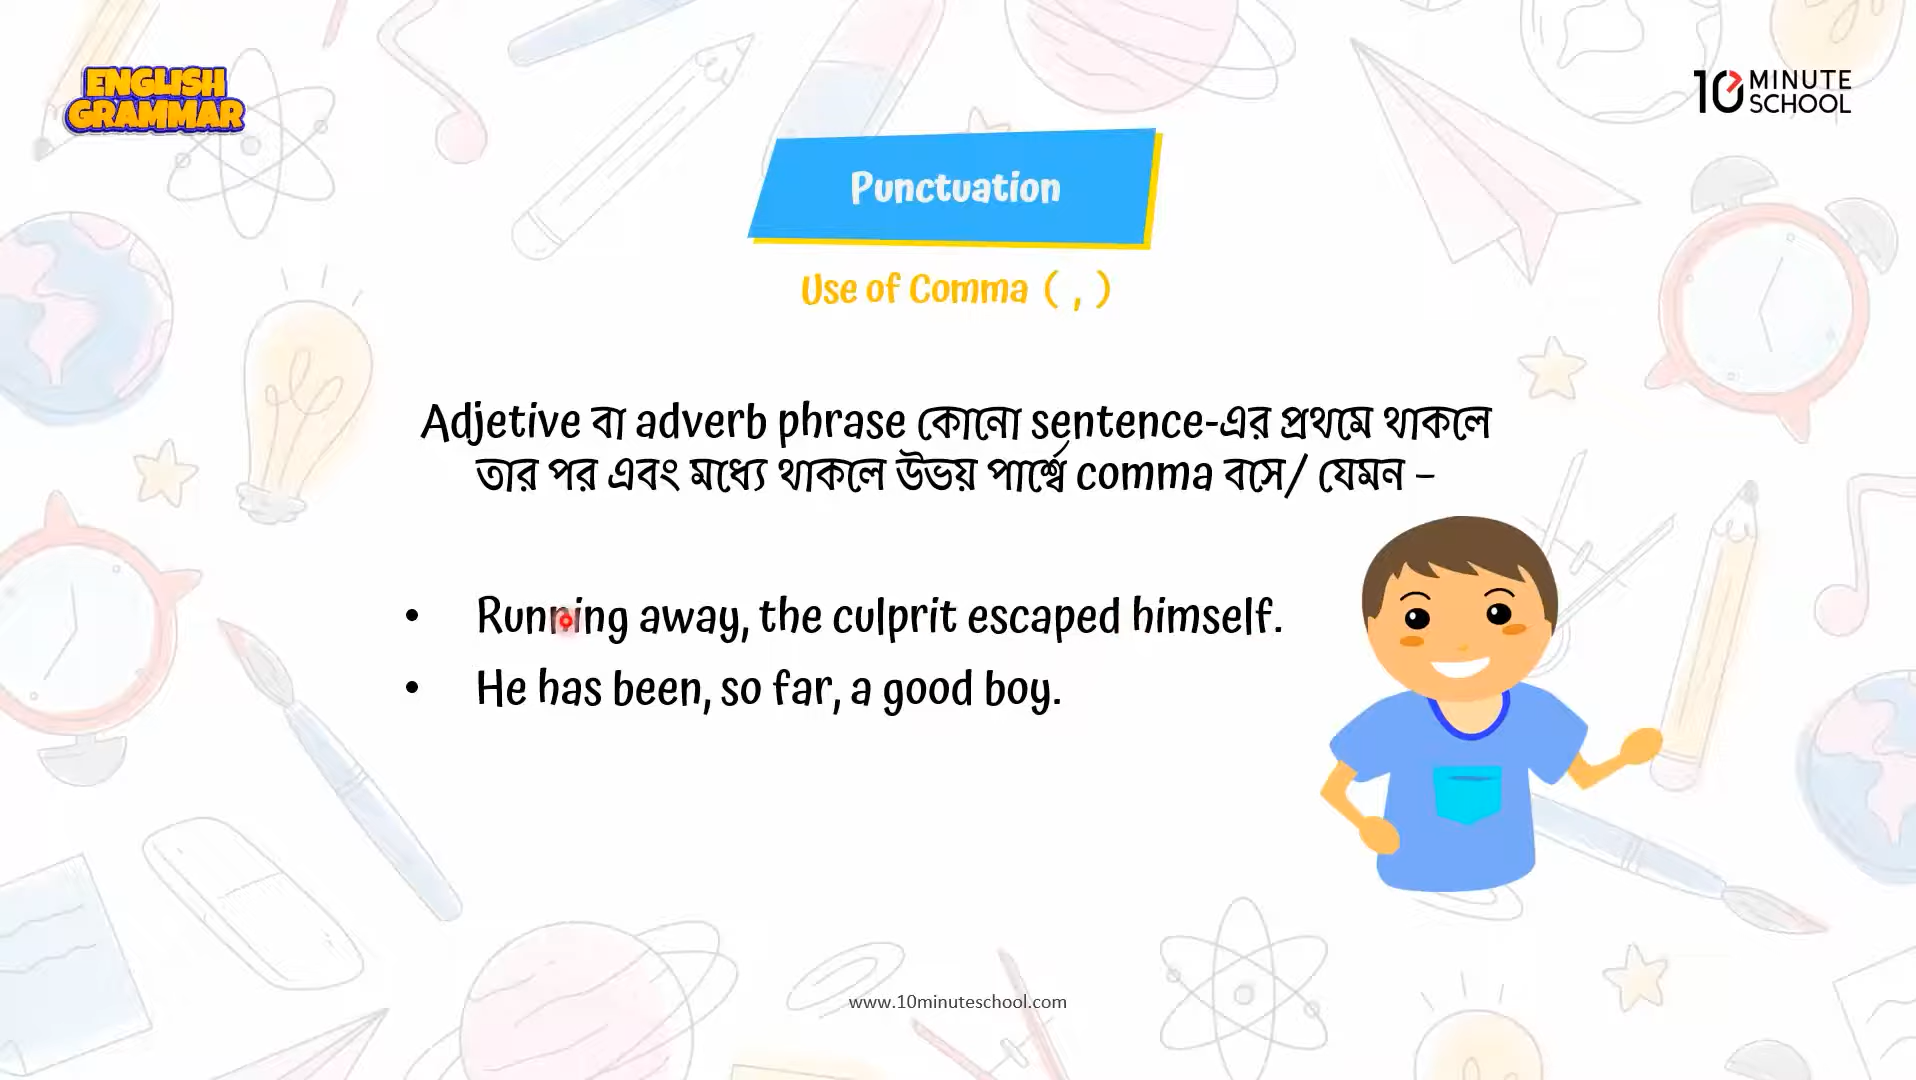 ENGLISH
GRAMMAR
10 MINUTE
SCHOOL
Punctuation
Use of Comma ( , )
Adjetive বা adverb phrase কোনো sentence-এর প্রথমে থাকলে
তার পর এবং মধ্যে থাকলে উভয় পার্শ্বে comma বসে/ যেমন –
• Running away, the culprit escaped himself.
• He has been, so far, a good boy.
www.10minuteschool.com